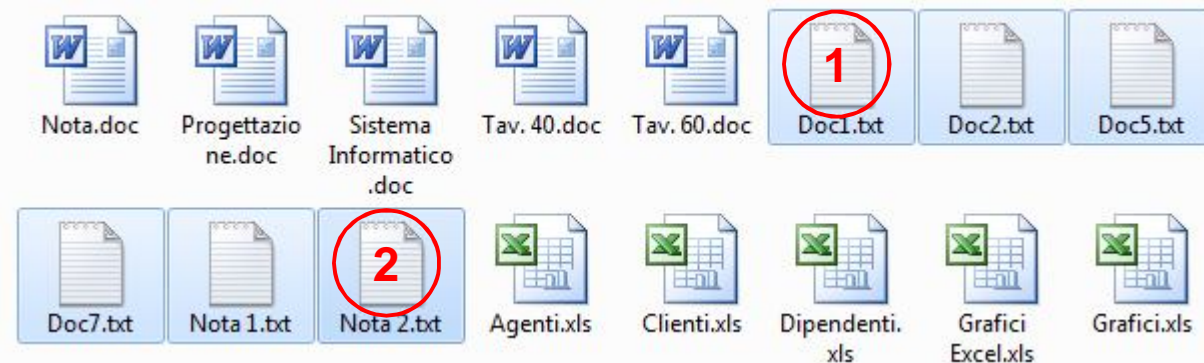 1
Nota.doc Progettazio Sistema Tav. 40.doc Tav. 60.doc Doc1.txt Doc2.txt Doc5.txt
ne.doc Informatico
.doc
2
Doc7.txt Nota 1.txt Nota 2.txt Agenti.xls Clienti.xls Dipendenti. Grafici Grafici.xls
xls Excel.xls